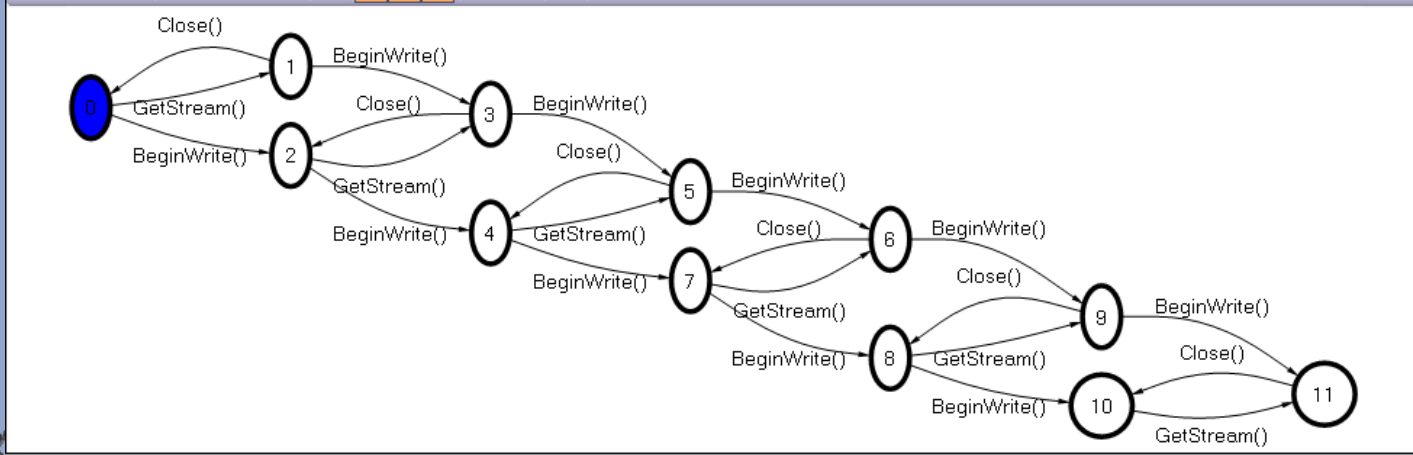 Close()
1
BeginWrite()
0
GetStream()
Close()
3
BeginWrite()
BeginWrite()
2
GetStream()
Close()
5
BeginWrite()
BeginWrite()
4
GetStream()
Close()
6
BeginWrite()
BeginWrite()
7
GetStream()
Close()
9
BeginWrite()
BeginWrite()
8
GetStream()
Close()
11
BeginWrite()
10
GetStream()